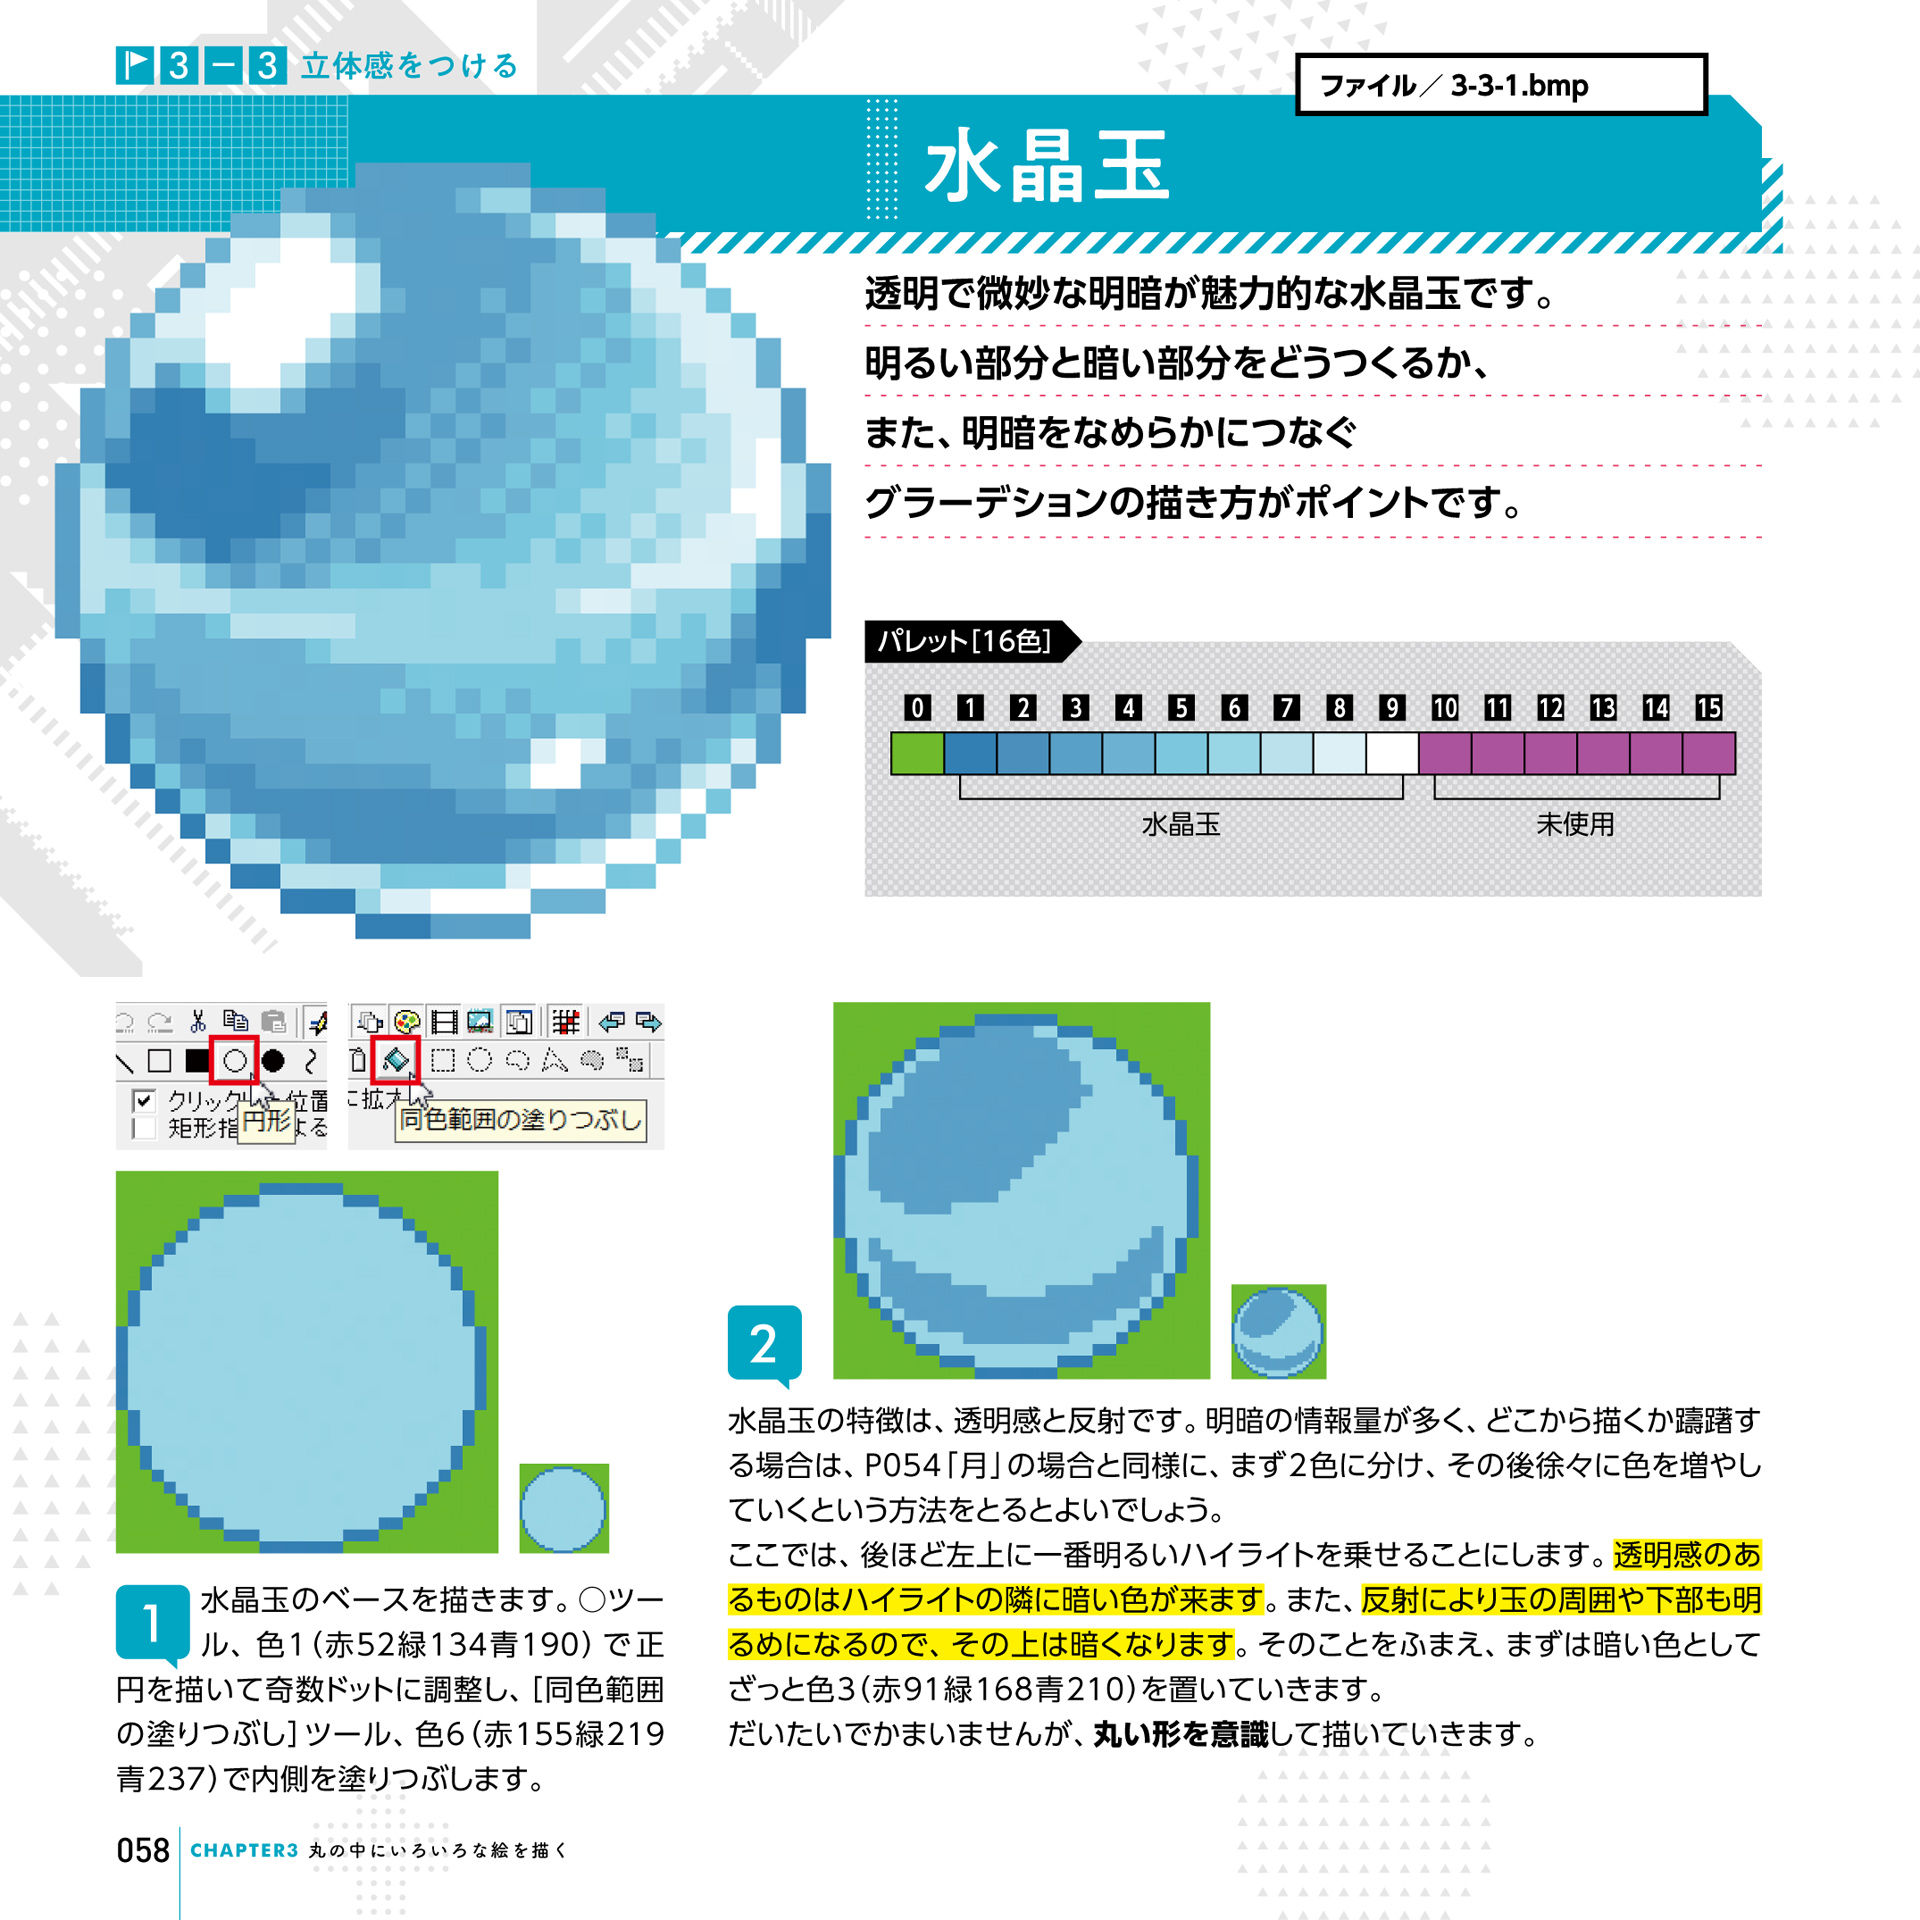 3-3 立体感をつける
ファイル／ 3-3-1.bmp
水晶玉
透明で微妙な明暗が魅力的な水晶玉です。
明るい部分と暗い部分をどうつくるか、
また、明暗をなめらかにつなぐ
グラーデションの描き方がポイントです。
パレット[16色]
0 1 2 3 4 5 6 7 8 9 10 11 12 13 14 15
水晶玉 未使用
円形
矩形指
よる
位置
に拡大
同色範囲の塗りつぶし
1
水晶玉のベースを描きます。○ツー
ル、色1（赤52緑134青190）で正
円を描いて奇数ドットに調整し、［同色範囲
の塗りつぶし］ツール、色6（赤155緑219
青237）で内側を塗りつぶします。
2
水晶玉の特徴は、透明感と反射です。明暗の情報量が多く、どこから描くか躊躇す
る場合は、P054「月」の場合と同様に、まず2色に分け、その後徐々に色を増やし
ていくという方法をとるとよいでしょう。
ここでは、後ほど左上に一番明るいハイライトを乗せることにします。透明感のあ
るものはハイライトの隣に暗い色が来ます。また、反射により玉の周囲や下部も明
るめになるので、その上は暗くなります。そのことをふまえ、まずは暗い色として
ざっと色3（赤91緑168青210）を置いていきます。
だいたいでかまいませんが、丸い形を意識して描いていきます。
058 CHAPTER3 丸の中にいろいろな絵を描く